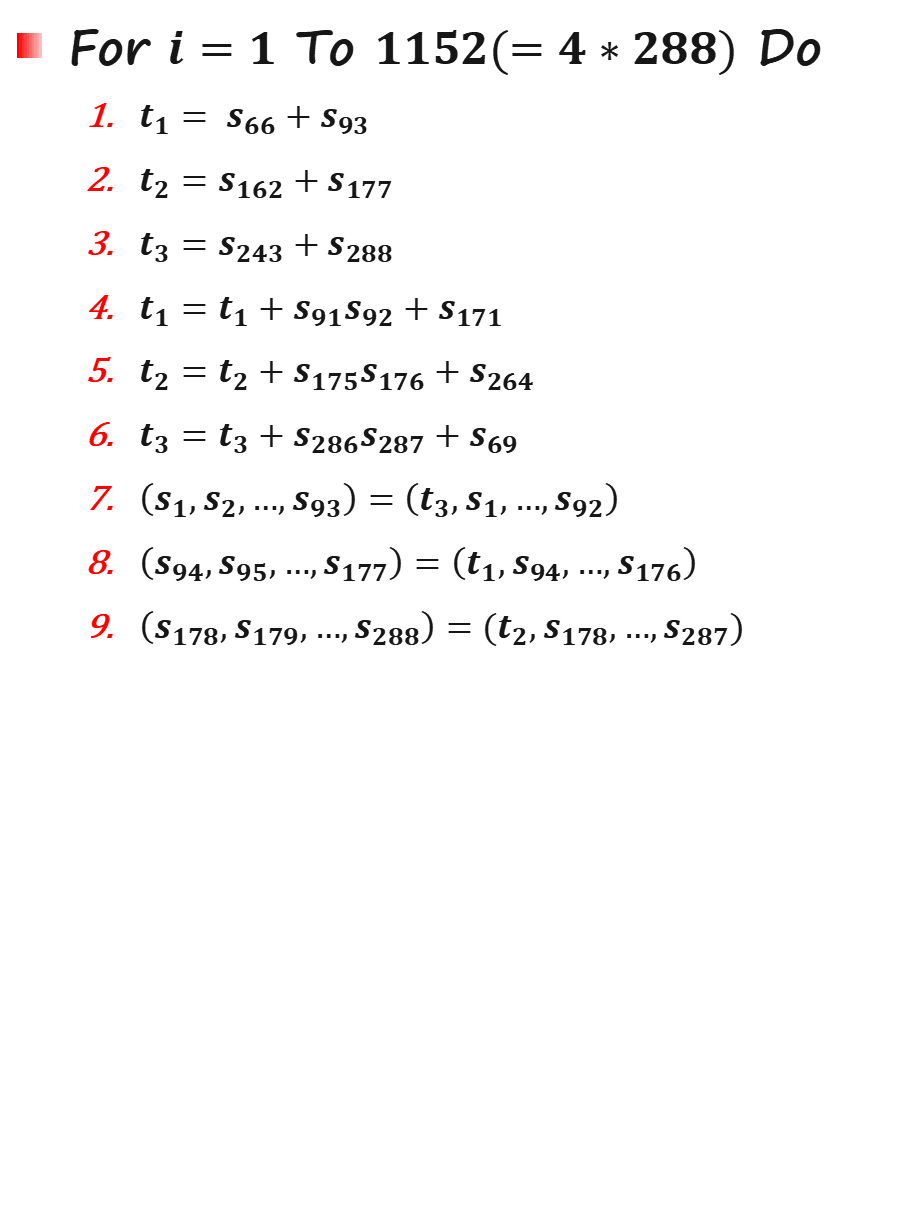 For i = 1 To 1152(= 4 * 288) Do
1. t₁ = s₆₆ + s₉₃
2. t₂ = s₁₆₂ + s₁₇₇
3. t₃ = s₂₄₃ + s₂₈₈
4. t₁ = t₁ + s₉₁s₉₂ + s₁₇₁
5. t₂ = t₂ + s₁₇₅s₁₇₆ + s₂₆₄
6. t₃ = t₃ + s₂₈₆s₂₈₇ + s₆₉
7. (s₁, s₂, …, s₉₃) = (t₃, s₁, …, s₉₂)
8. (s₉₄, s₉₅, …, s₁₇₇) = (t₁, s₉₄, …, s₁₇₆)
9. (s₁₇₈, s₁₇₉, …, s₂₈₈) = (t₂, s₁₇₈, …, s₂₈₇)